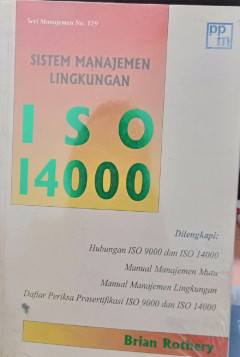 Seri Manajemen No. 179
ppm
SISTEM MANAJEMEN
LINGKUNGAN
ISO
14000
Dilengkapi:
Hubungan ISO 9000 dan ISO 14000
Manual Manajemen Mutu
Manual Manajemen Lingkungan
Daftar Periksa Prasertifikasi ISO 9000 dan ISO 14000
Brian Rothery